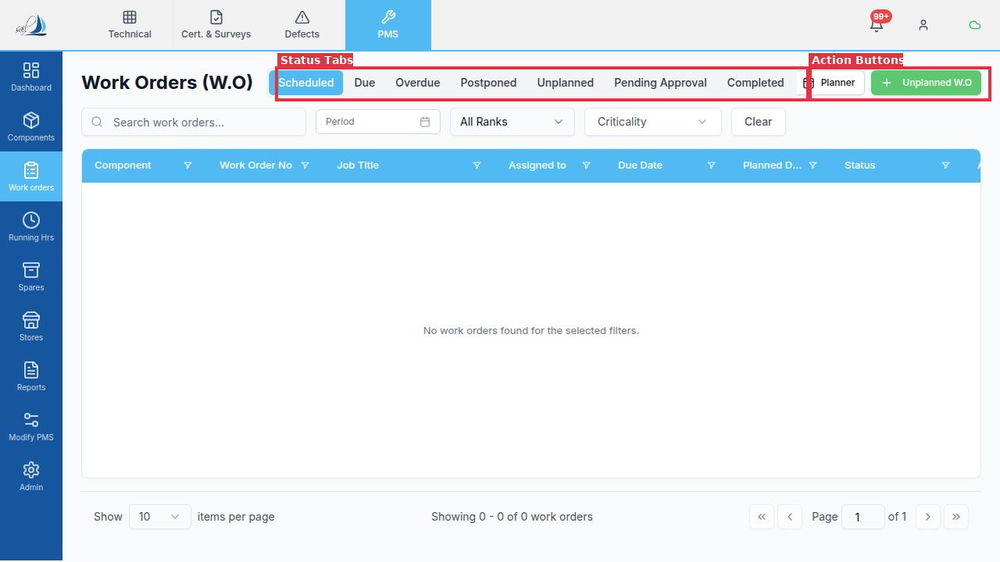 sail
Technical
Cert. & Surveys
Defects
PMS
99+
Status Tabs
Action Buttons
Work Orders (W.O)
Scheduled Due Overdue Postponed Unplanned Pending Approval Completed
Planner
Unplanned W.O
Search work orders...
Period
All Ranks
Criticality
Clear
Component Work Order No Job Title Assigned to Due Date Planned D... Status
No work orders found for the selected filters.
Show 10 items per page
Showing 0 - 0 of 0 work orders
Page 1 of 1
Dashboard
Components
Work orders
Running Hrs
Spares
Stores
Reports
Modify PMS
Admin